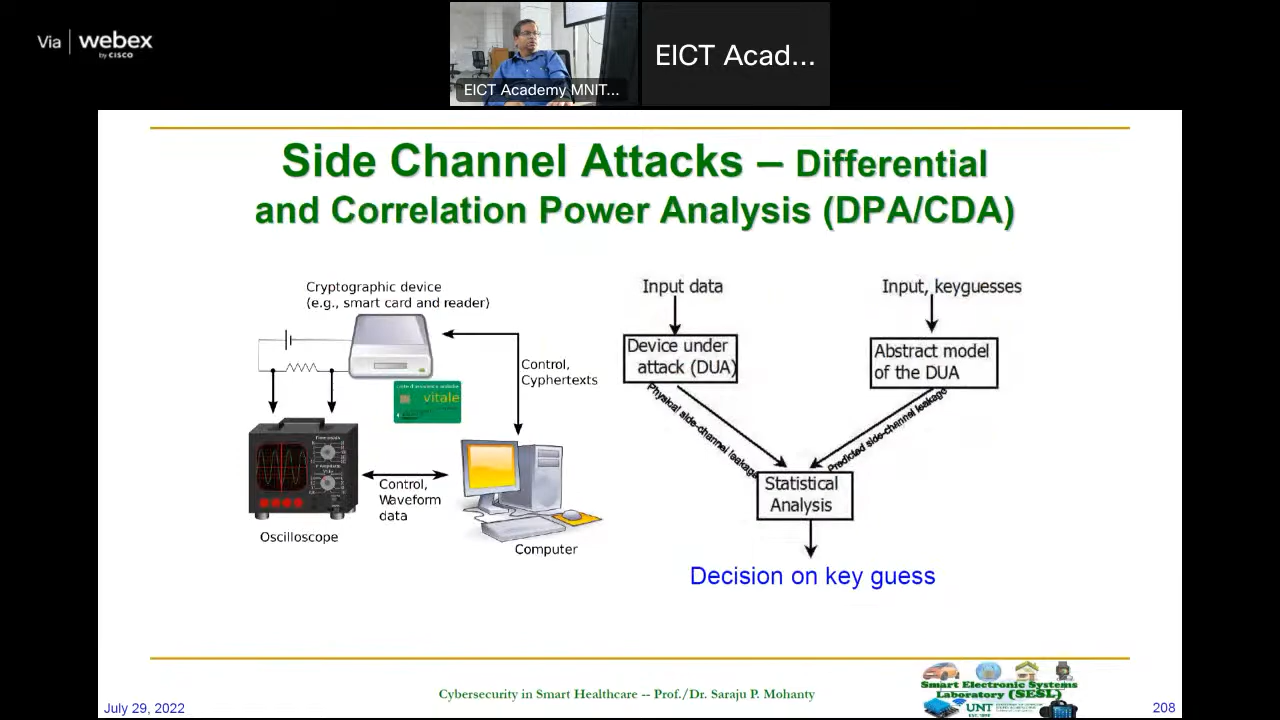 Via webex
by CISCO
EICT Academy MNIT...
EICT Acad...
Side Channel Attacks – Differential
and Correlation Power Analysis (DPA/CDA)
Cryptographic device
(e.g., smart card and reader)
vitale
Control,
Cyphertexts
Control,
Waveform
data
Oscilloscope
Computer
Input data
Input, keyguesses
Device under
attack (DUA)
Abstract model
of the DUA
Physical side-channel leakage
Predicted side-channel leakage
Statistical
Analysis
Decision on key guess
Cybersecurity in Smart Healthcare -- Prof./Dr. Saraju P. Mohanty
Smart Electronic Systems
Laboratory (SESL)
UNT
July 29, 2022
208